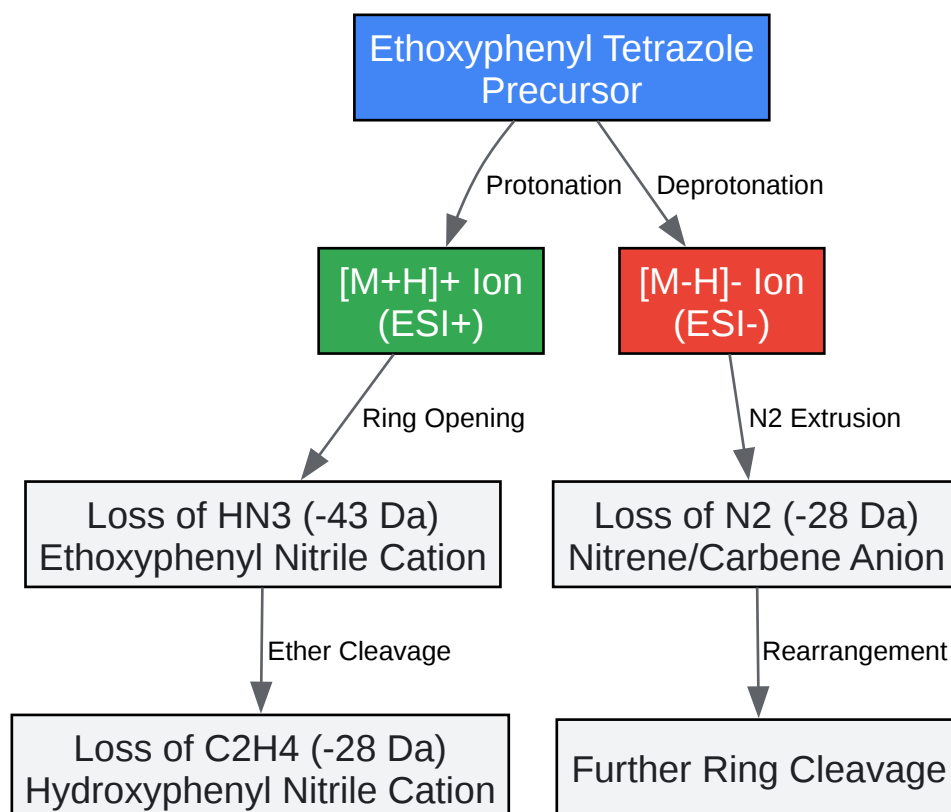 Ethoxyphenyl Tetrazole
Precursor
Protonation
Deprotonation
[M+H]+ Ion
(ESI+)
[M-H]- Ion
(ESI-)
Ring Opening
N2 Extrusion
Loss of HN3 (-43 Da)
Ethoxyphenyl Nitrile Cation
Loss of N2 (-28 Da)
Nitrene/Carbene Anion
Ether Cleavage
Rearrangement
Loss of C2H4 (-28 Da)
Hydroxyphenyl Nitrile Cation
Further Ring Cleavage